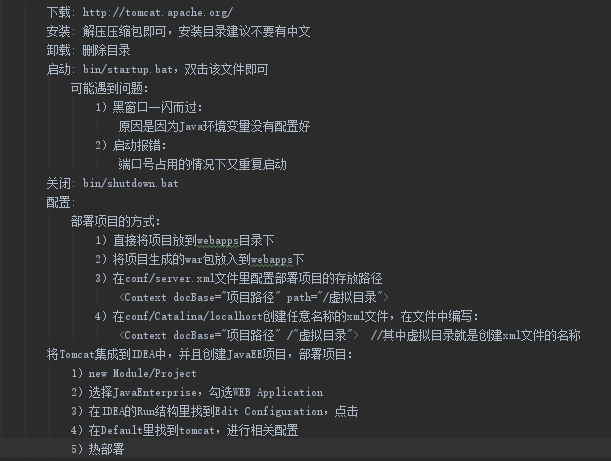 下载: http://tomcat.apache.org/
安装: 解压压缩包即可，安装目录建议不要有中文
卸载: 删除目录
启动: bin/startup.bat，双击该文件即可
可能遇到问题:
1）黑窗口一闪而过:
原因是因为Java环境变量没有配置好
2）启动报错:
端口号占用的情况下又重复启动
关闭: bin/shutdown.bat
配置:
部署项目的方式:
1）直接将项目放到webapps目录下
2）将项目生成的war包放入到webapps下
3）在conf/server.xml文件里配置部署项目的存放路径
<Context docBase="项目路径" path="/虚拟目录">
4）在conf/Catalina/localhost创建任意名称的xml文件，在文件中编写:
<Context docBase="项目路径" /"虚拟目录">  //其中虚拟目录就是创建xml文件的名称
将Tomcat集成到IDEA中，并且创建JavaEE项目，部署项目:
1）new Module/Project
2）选择JavaEnterprise，勾选WEB Application
3）在IDEA的Run结构里找到Edit Configuration，点击
4）在Default里找到tomcat，进行相关配置
5）热部署